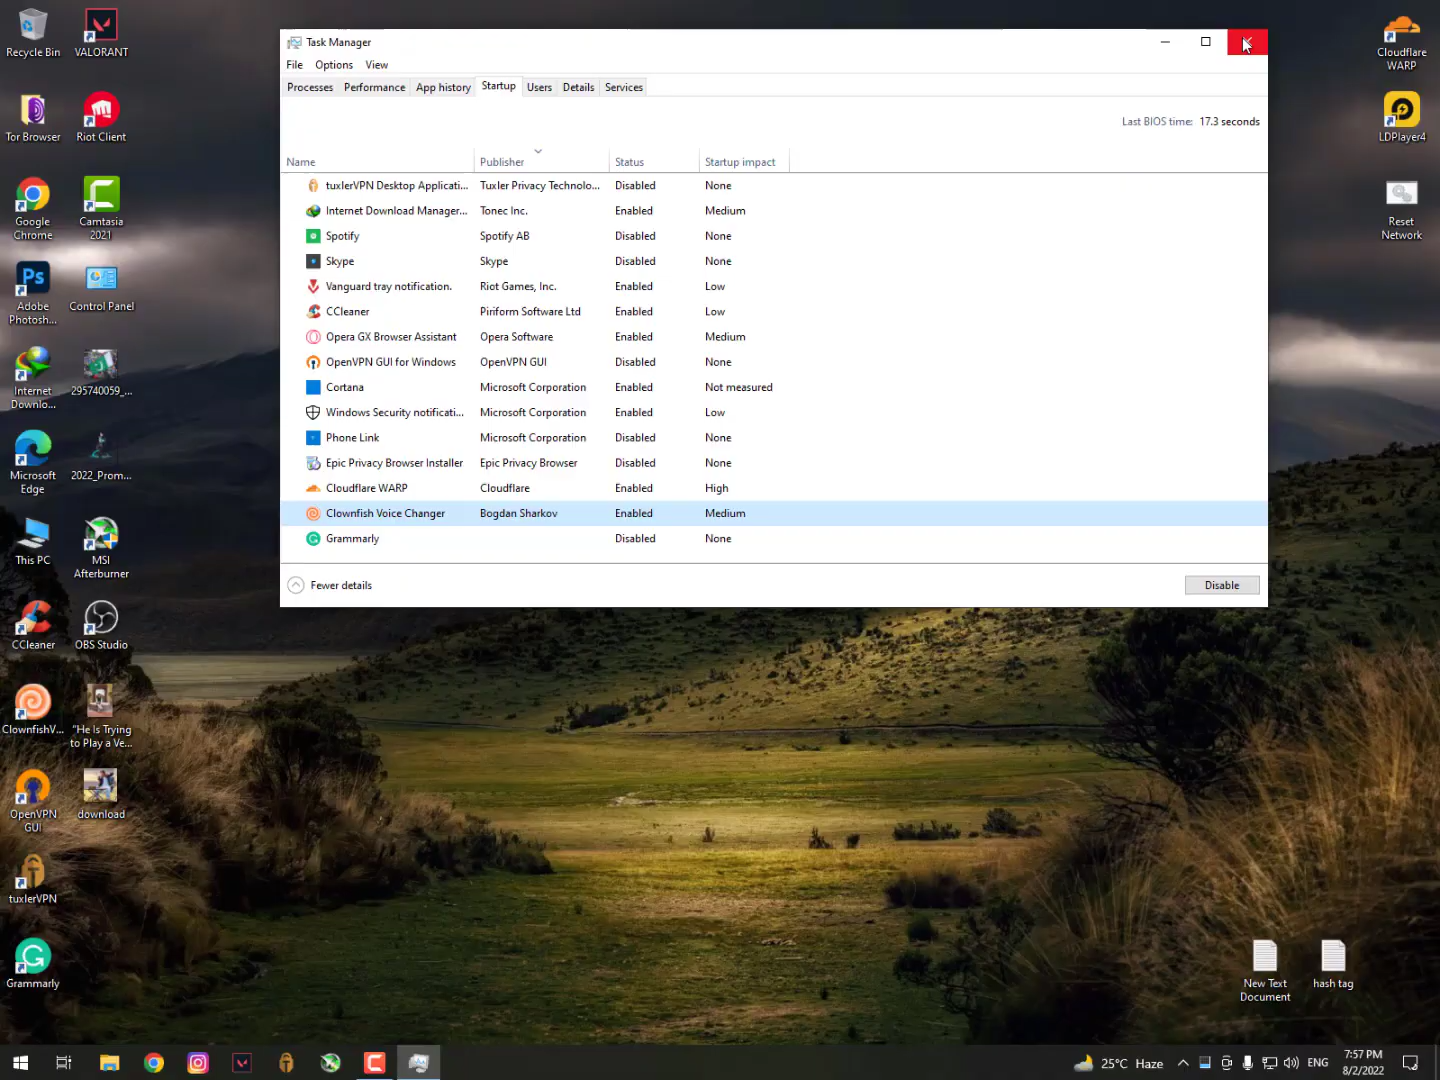 Task Manager
File Options View
Processes Performance App history Startup Users Details Services
Last BIOS time: 17.3 seconds
Name Publisher Status Startup impact
tuxlerVPN Desktop Applicati... Tuxler Privacy Technolo... Disabled None
Internet Download Manager... Tonec Inc. Enabled Medium
Spotify Spotify AB Disabled None
Skype Skype Disabled None
Vanguard tray notification. Riot Games, Inc. Enabled Low
CCleaner Piriform Software Ltd Enabled Low
Opera GX Browser Assistant Opera Software Enabled Medium
OpenVPN GUI for Windows OpenVPN GUI Disabled None
Cortana Microsoft Corporation Enabled Not measured
Windows Security notificati... Microsoft Corporation Enabled Low
Phone Link Microsoft Corporation Disabled None
Epic Privacy Browser Installer Epic Privacy Browser Disabled None
Cloudflare WARP Cloudflare Enabled High
Clownfish Voice Changer Bogdan Sharkov Enabled Medium
Grammarly Disabled None
Fewer details Disable
Recycle Bin
VALORANT
Tor Browser
Riot Client
Google
Chrome
Camtasia
2021
Ps
Adobe
Photosh...
Control Panel
Internet
Downlo...
295740059_...
Microsoft
Edge
2022_Prom...
This PC
MSI
Afterburner
CCleaner
OBS Studio
ClownfishV...
"He Is Trying
to Play a Ve...
OpenVPN
GUI
download
tuxlerVPN
Grammarly
Cloudflare
WARP
LDPlayer4
Reset
Network
New Text
Document
hash tag
25°C Haze
ENG
7:57 PM
8/2/2022